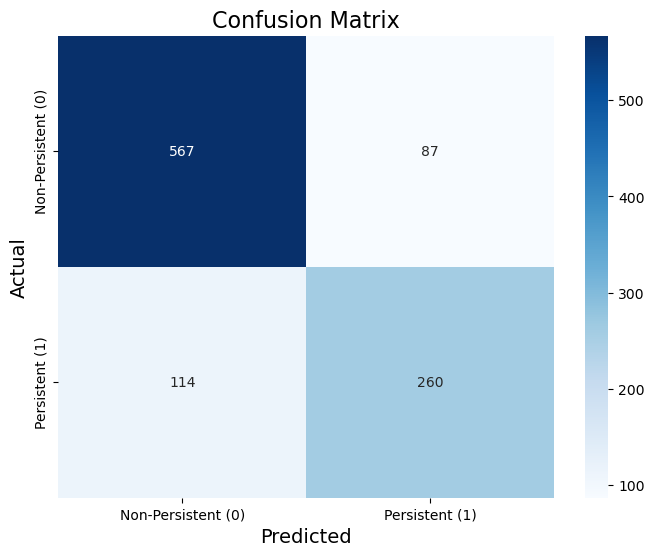 Confusion Matrix
Non-Persistent (0)
567
87
500
400
300
Actual
Persistent (1)
114
260
200
100
Non-Persistent (0)
Persistent (1)
Predicted